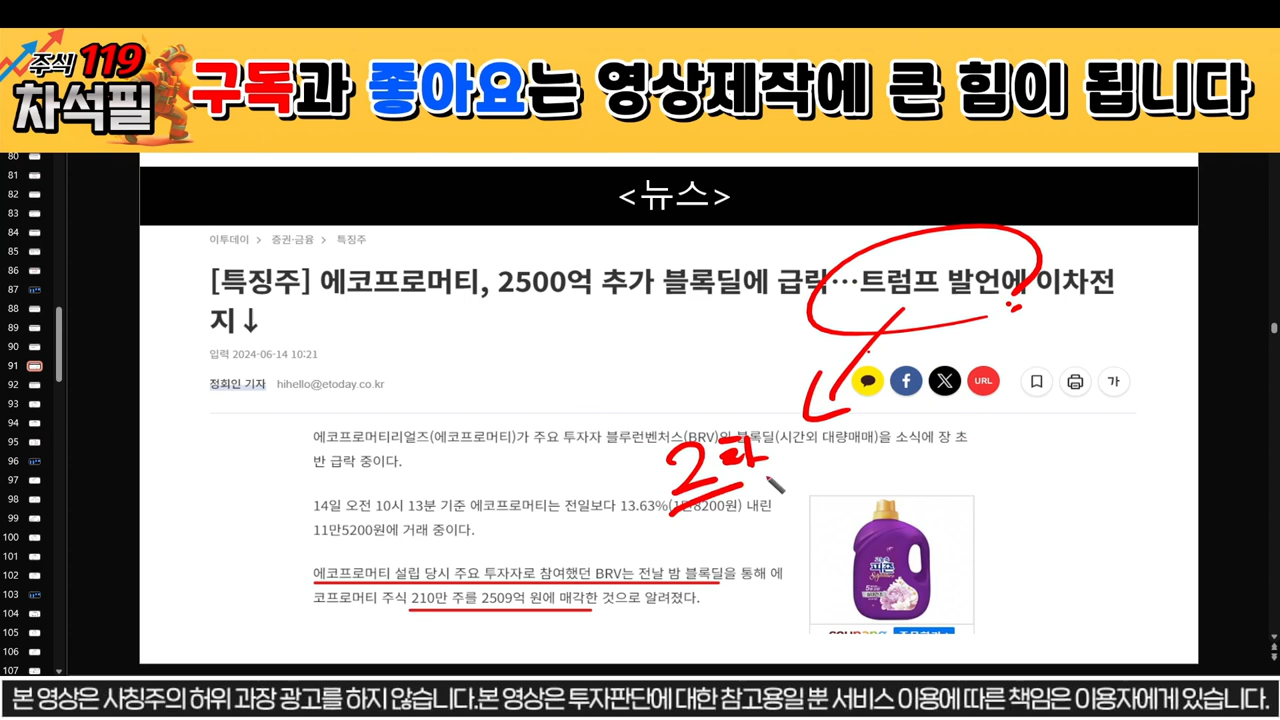 주식 119
차석필
구독과 좋아요는 영상제작에 큰 힘이 됩니다
80
81
82
83
84
85
86
87
88
89
90
91
92
93
94
95
96
97
98
99
100
101
102
103
104
105
106
107
<뉴스>
이투데이 > 증권·금융 > 특징주
[특징주] 에코프로머티, 2500억 추가 블록딜에 급락…트럼프 발언에 이차전
지↓
입력 2024-06-14 10:21
정회인 기자 hihello@etoday.co.kr
URL
가
에코프로머티리얼즈(에코프로머티)가 주요 투자자 블루런벤처스(BRV)의 블록딜(시간외 대량매매)을 소식에 장 초
반 급락 중이다.
2파
14일 오전 10시 13분 기준 에코프로머티는 전일보다 13.63%(1만8200원) 내린
11만5200원에 거래 중이다.
에코프로머티 설립 당시 주요 투자자로 참여했던 BRV는 전날 밤 블록딜을 통해 에
코프로머티 주식 210만 주를 2509억 원에 매각한 것으로 알려졌다.
피죤
본 영상은 사칭주의 허위 과장 광고를 하지 않습니다.본 영상은 투자판단에 대한 참고용일 뿐 서비스 이용에 따른 책임은 이용자에게 있습니다.